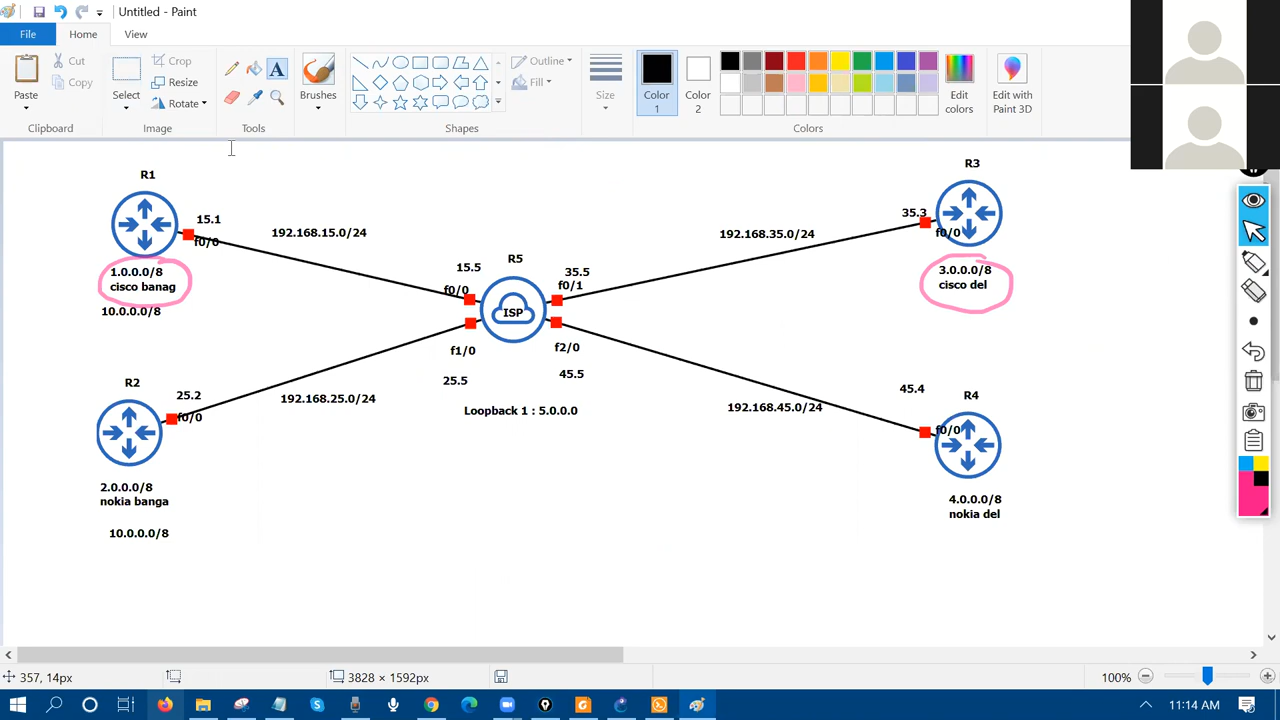 Untitled - Paint
File
Home
View
Paste
Clipboard
Cut
Copy
Select
Crop
Resize
Rotate
Image
Tools
Brushes
Shapes
Outline
Fill
Size
Color
1
Color
2
Colors
Edit
colors
Edit with
Paint 3D
R1
15.1
f0/0
192.168.15.0/24
1.0.0.0/8
cisco banag
10.0.0.0/8
R3
35.3
f0/0
192.168.35.0/24
3.0.0.0/8
cisco del
R5
15.5
f0/0
35.5
f0/1
ISP
f1/0
f2/0
25.5
45.5
Loopback 1 : 5.0.0.0
R2
25.2
f0/0
192.168.25.0/24
2.0.0.0/8
nokia banga
10.0.0.0/8
45.4
R4
f0/0
192.168.45.0/24
4.0.0.0/8
nokia del
357, 14px
3828 × 1592px
100%
11:14 AM